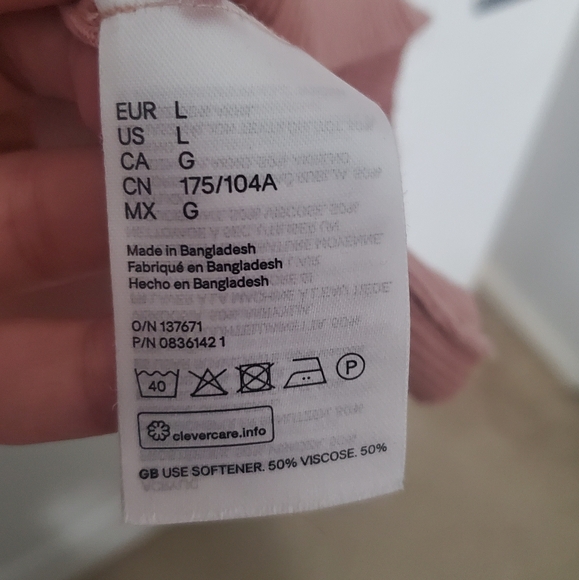 EUR L
US L
CA G
CN 175/104A
MX G
Made in Bangladesh
Fabriqué en Bangladesh
Hecho en Bangladesh
O/N 137671
P/N 0836142 1
40 P
clevercare.info
GB USE SOFTENER. 50% VISCOSE. 50%